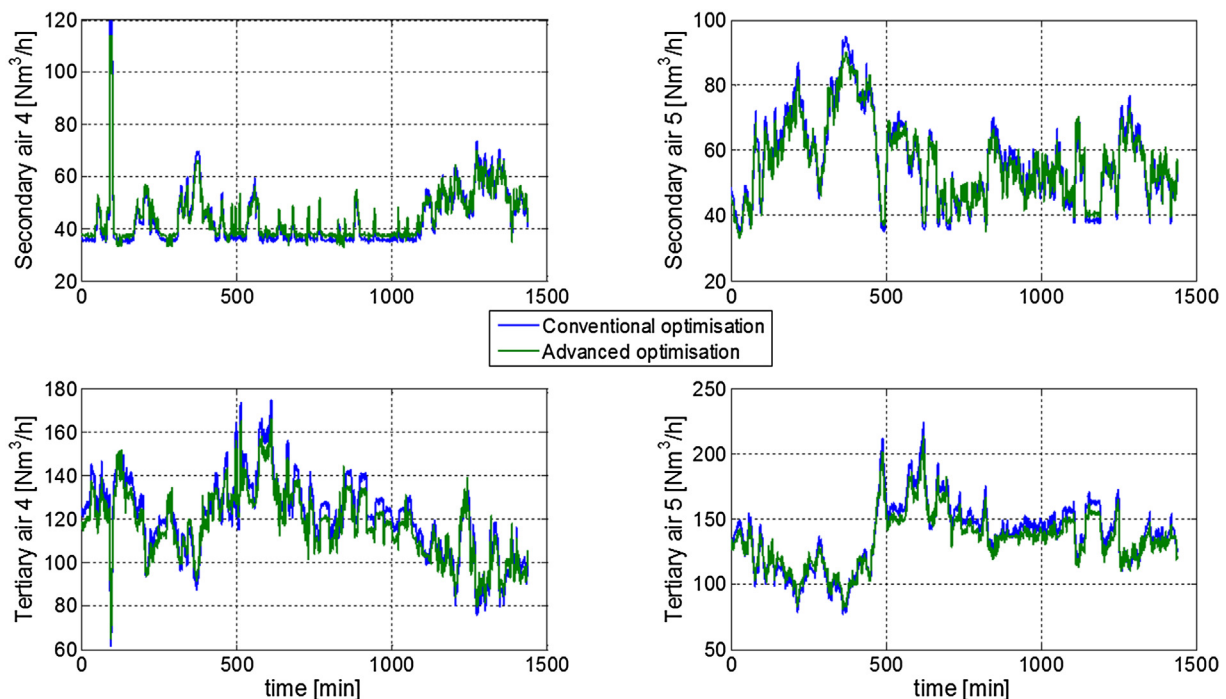 Secondary air 4 [Nm³/h]
120
100
80
60
40
20
0 500 1000 1500
Secondary air 5 [Nm³/h]
100
80
60
40
20
0 500 1000 1500
Conventional optimisation
Advanced optimisation
Tertiary air 4 [Nm³/h]
180
160
140
120
100
80
60
0 500 1000 1500
time [min]
Tertiary air 5 [Nm³/h]
250
200
150
100
50
0 500 1000 1500
time [min]